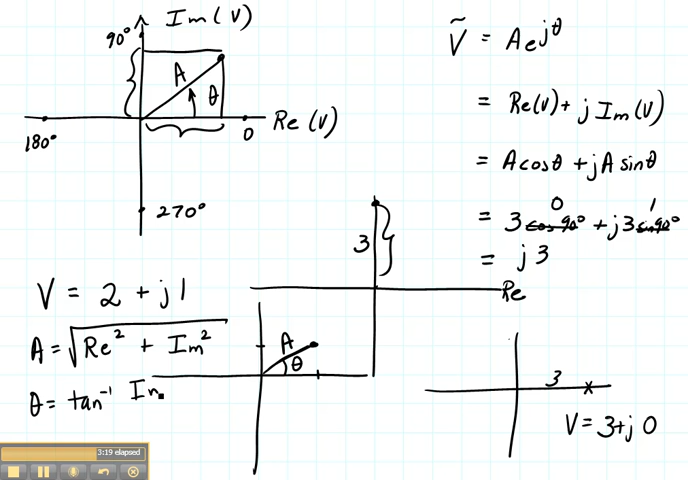 Im(V)
90°
A
θ
Re(V)
180°
0
270°
Ṽ = Ae^jθ
= Re(V) + j Im(V)
= A cosθ + jA sinθ
0 1
= 3 cos 90° + j3 sin 90°
= j3
3
Re
V = 2 + j1
A = √Re² + Im²
θ = tan⁻¹ Im
A
θ
3
V = 3 + j0
3:19 elapsed